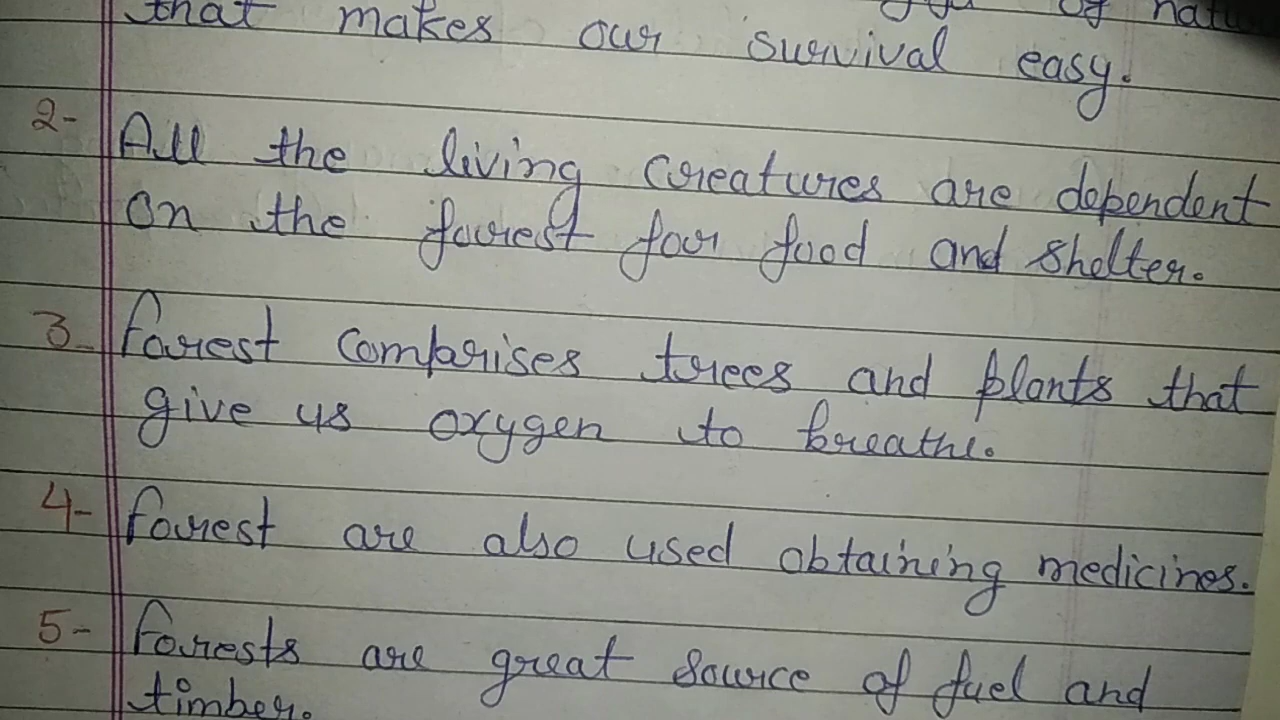 that makes our survival easy.
2- All the living creatures are dependent
on the forest for food and shelter.
3- Forest comprises trees and plants that
give us oxygen to breathe.
4- Forest are also used obtaining medicines.
5- Forests are great source of fuel and
timber.